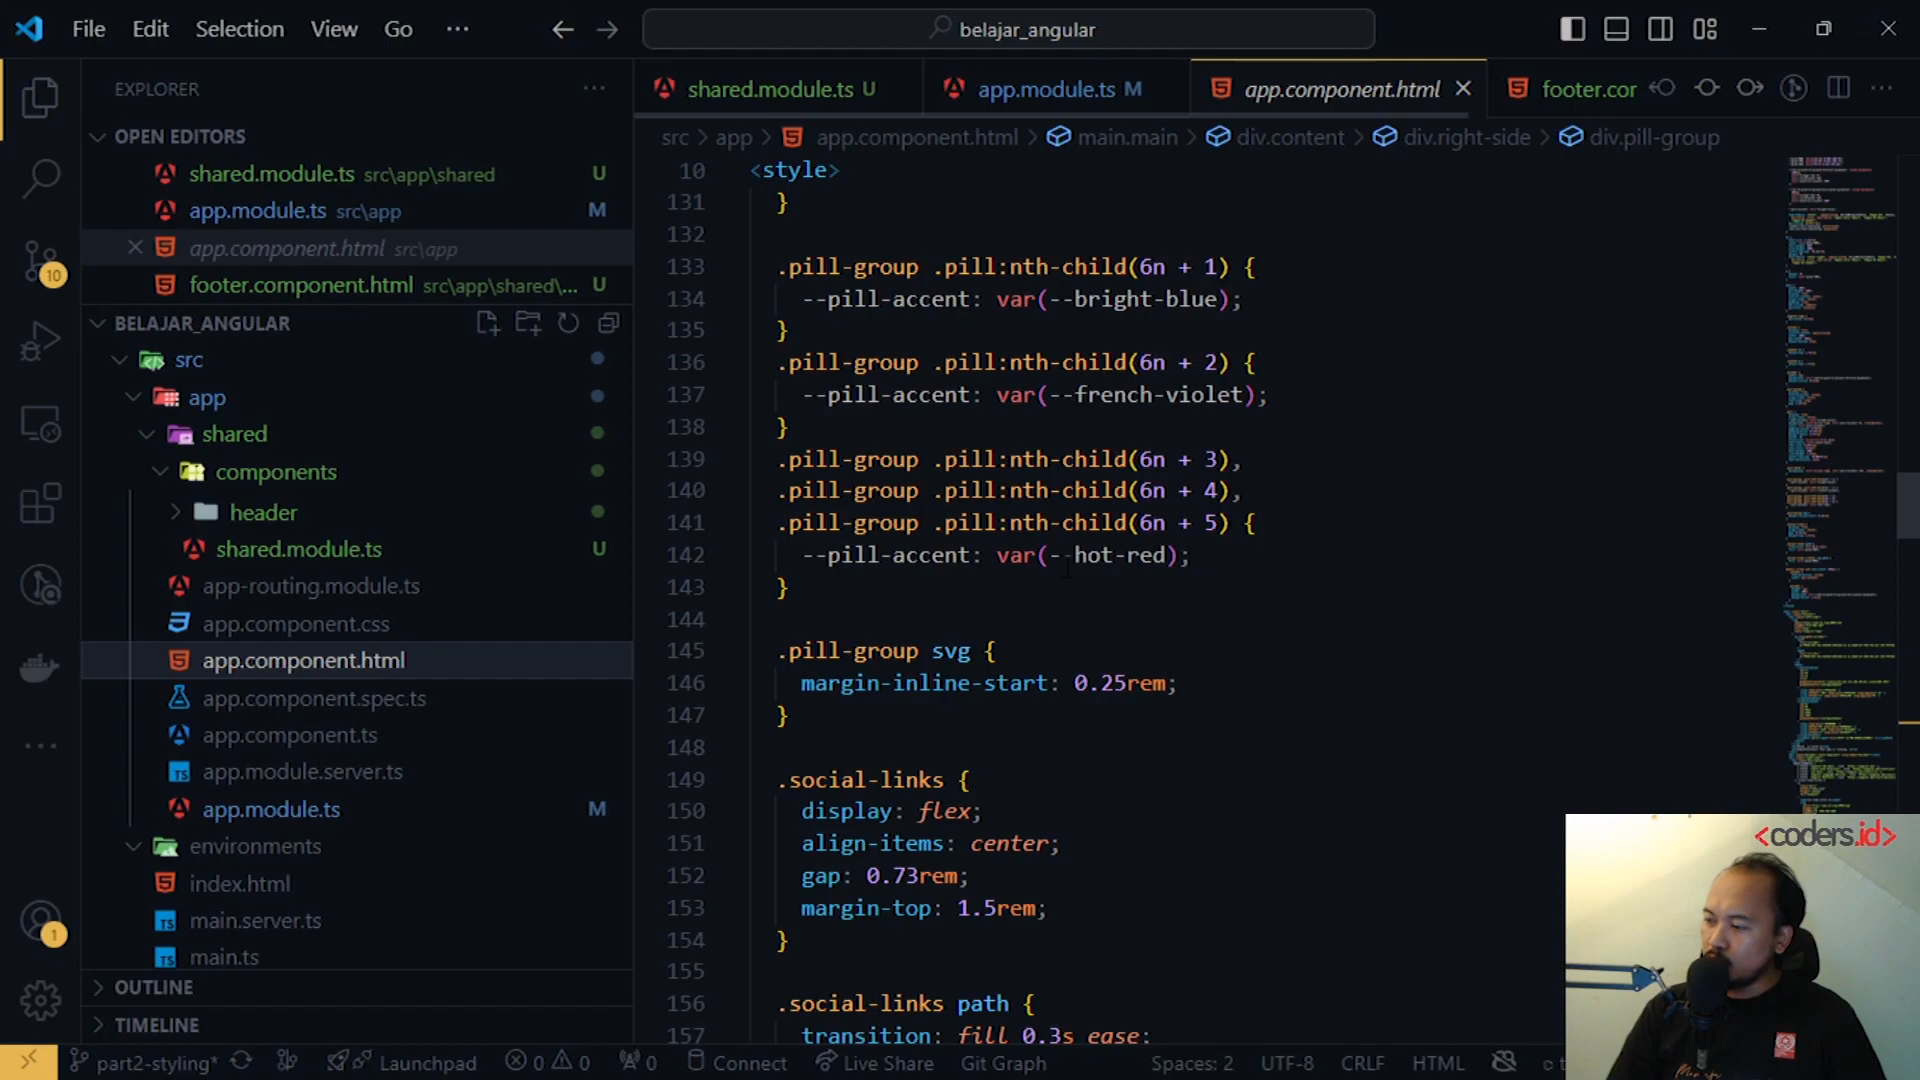 File Edit Selection View Go ··· belajar_angular
EXPLORER
OPEN EDITORS
shared.module.ts src\app\shared U
app.module.ts src\app M
app.component.html src\app
footer.component.html src\app\shared\... U
BELAJAR_ANGULAR
src
app
shared
components
header
shared.module.ts U
app-routing.module.ts
app.component.css
app.component.html
app.component.spec.ts
app.component.ts
app.module.server.ts
app.module.ts M
environments
index.html
main.server.ts
main.ts
OUTLINE
TIMELINE
10
1
shared.module.ts U app.module.ts M app.component.html footer.cor
src > app > app.component.html > main.main > div.content > div.right-side > div.pill-group
10 <style>
131 }
132
133 .pill-group .pill:nth-child(6n + 1) {
134 --pill-accent: var(--bright-blue);
135 }
136 .pill-group .pill:nth-child(6n + 2) {
137 --pill-accent: var(--french-violet);
138 }
139 .pill-group .pill:nth-child(6n + 3),
140 .pill-group .pill:nth-child(6n + 4),
141 .pill-group .pill:nth-child(6n + 5) {
142 --pill-accent: var(--hot-red);
143 }
144
145 .pill-group svg {
146 margin-inline-start: 0.25rem;
147 }
148
149 .social-links {
150 display: flex;
151 align-items: center;
152 gap: 0.73rem;
153 margin-top: 1.5rem;
154 }
155
156 .social-links path {
157 transition: fill 0.3s ease;
<coders.id>
part2-styling* Launchpad 0 0 0 Connect Live Share Git Graph Spaces: 2 UTF-8 CRLF HTML